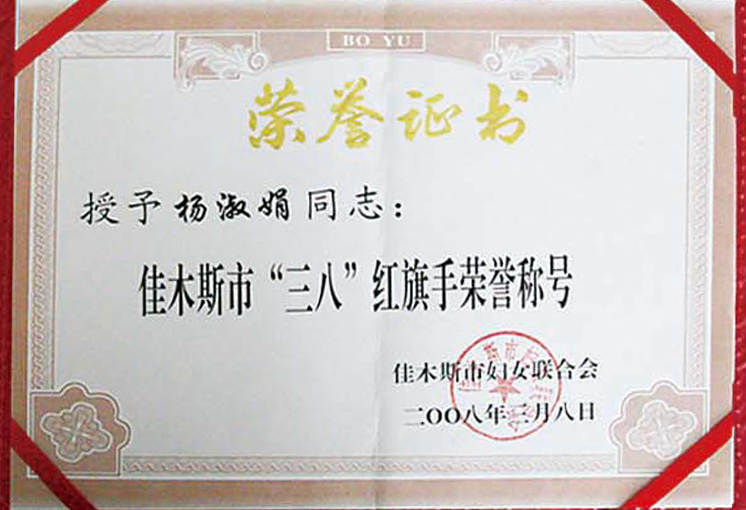 BO YU
荣誉证书
授予杨淑娟同志：
佳木斯市“三八”红旗手荣誉称号
佳木斯市妇女联合会
二〇〇八年三月八日